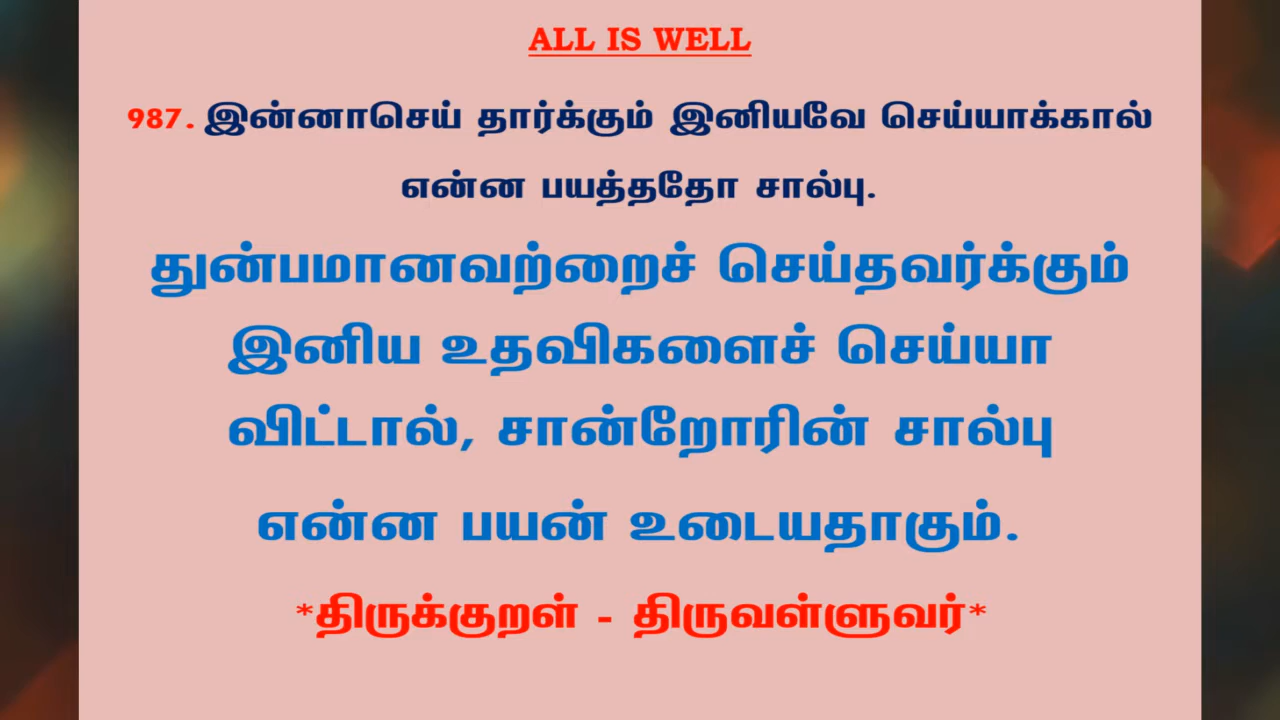 ALL IS WELL
987. இன்னாசெய் தார்க்கும் இனியவே செய்யாக்கால்
என்ன பயத்ததோ சால்பு.
துன்பமானவற்றைச் செய்தவர்க்கும்
இனிய உதவிகளைச் செய்யா
விட்டால், சான்றோரின் சால்பு
என்ன பயன் உடையதாகும்.
*திருக்குறள் - திருவள்ளுவர்*